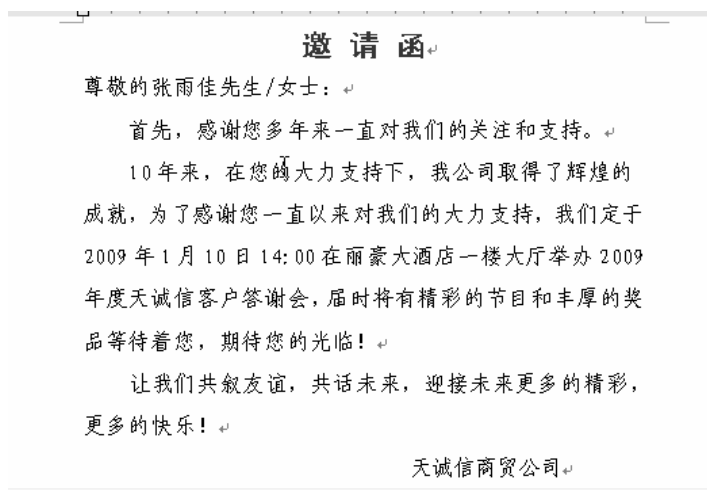 邀 请 函
尊敬的张雨佳先生/女士：
首先，感谢您多年来一直对我们的关注和支持。
10年来，在您的大力支持下，我公司取得了辉煌的
成就，为了感谢您一直以来对我们的大力支持，我们定于
2009年1月10日14:00在丽豪大酒店一楼大厅举办2009
年度天诚信客户答谢会，届时将有精彩的节目和丰厚的奖
品等待着您，期待您的光临！
让我们共叙友谊，共话未来，迎接未来更多的精彩，
更多的快乐！
天诚信商贸公司